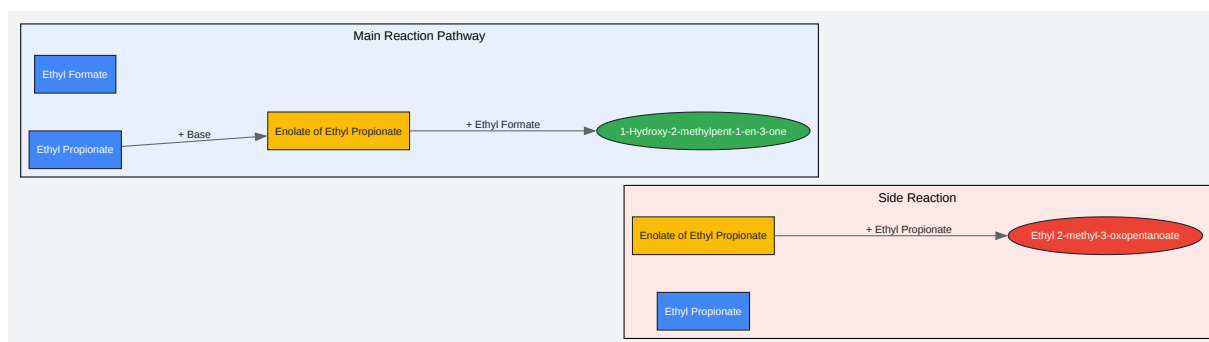 Main Reaction Pathway
Ethyl Formate
Ethyl Propionate
+ Base
Enolate of Ethyl Propionate
+ Ethyl Formate
1-Hydroxy-2-methylpent-1-en-3-one
Side Reaction
Enolate of Ethyl Propionate
+ Ethyl Propionate
Ethyl 2-methyl-3-oxopentanoate
Ethyl Propionate